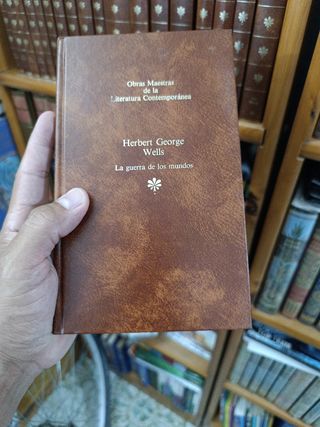 Obras Maestras
de la
Literatura Contemporánea
Herbert George
Wells
La guerra de los mundos